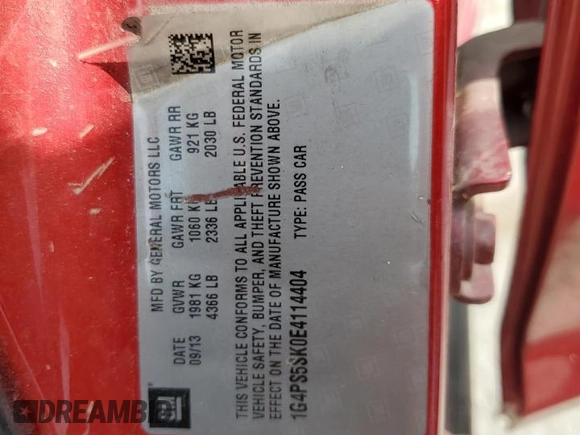 MFD BY GENERAL MOTORS LLC
DATE GVWR GAWR FRT GAWR RR
09/13 1981 KG 1060 KG 921 KG
4366 LB 2336 LB 2030 LB
THIS VEHICLE CONFORMS TO ALL APPLICABLE U.S. FEDERAL MOTOR
VEHICLE SAFETY, BUMPER, AND THEFT PREVENTION STANDARDS IN
EFFECT ON THE DATE OF MANUFACTURE SHOWN ABOVE.
1G4PS5SK0E4114404 TYPE: PASS CAR
GM
DREAMBID